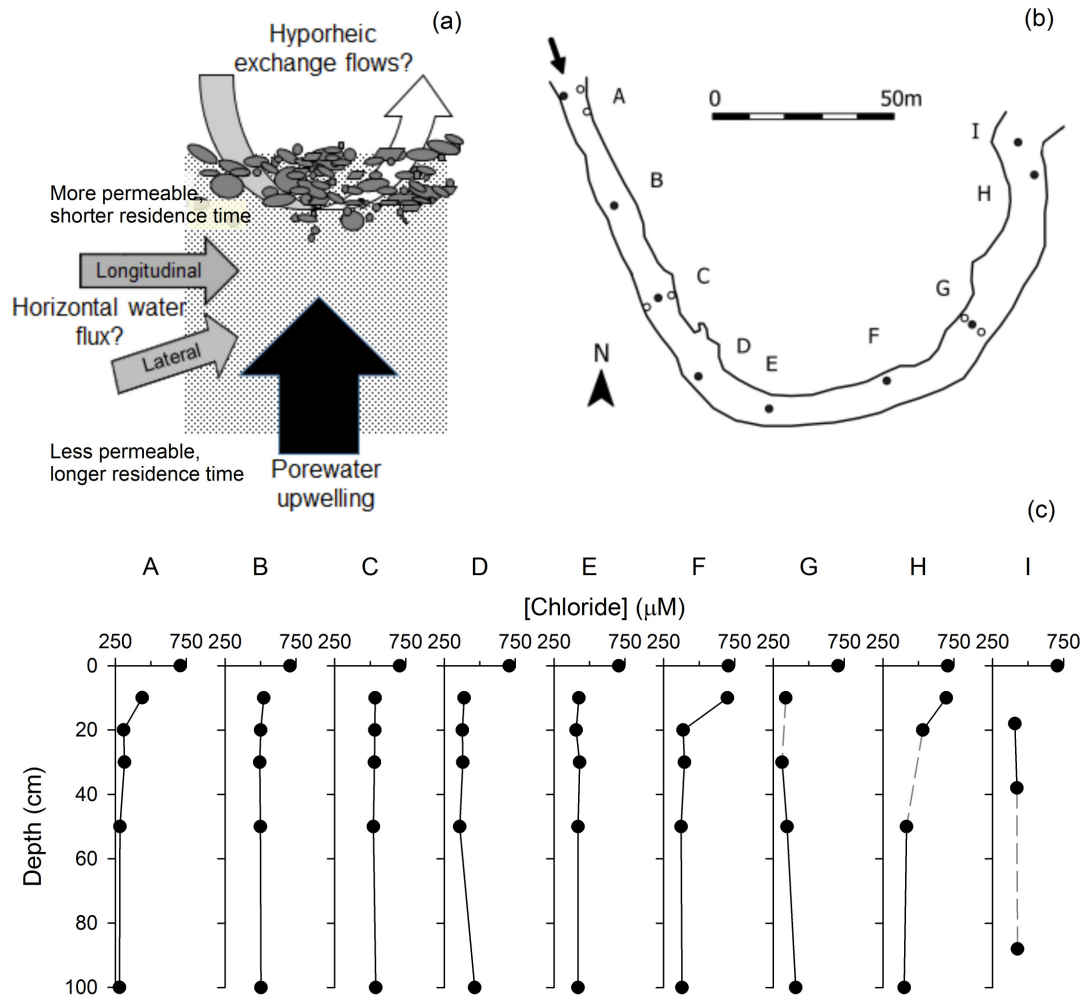 (a)
Hyporheic
exchange flows?
More permeable,
shorter residence time
Longitudinal
Horizontal water
flux?
Lateral
Less permeable,
longer residence time
Porewater
upwelling
(b)
0 50m
A
B
C
D
E
F
G
H
I
N
(c)
A B C D E F G H I
[Chloride] (μM)
250 750 250 750 250 750 250 750 250 750 250 750 250 750 250 750 250 750
Depth (cm)
0
20
40
60
80
100